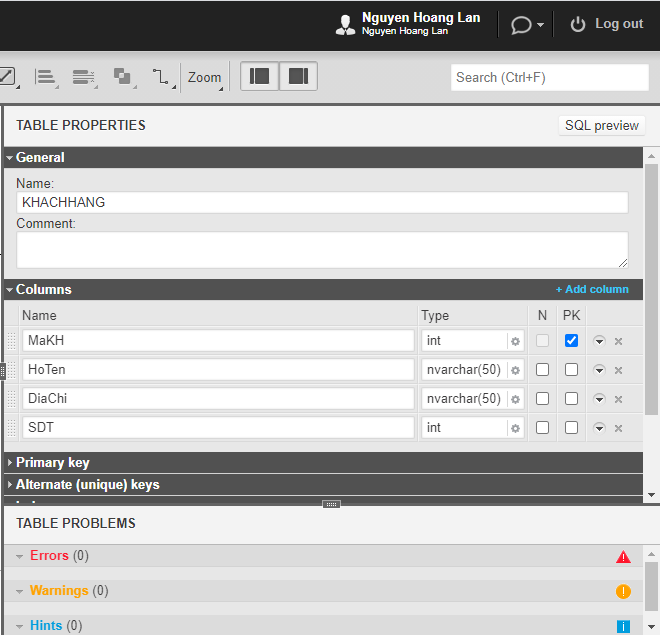 Nguyen Hoang Lan
Nguyen Hoang Lan
Log out
Zoom
Search (Ctrl+F)
TABLE PROPERTIES
SQL preview
General
Name:
KHACHHANG
Comment:
Columns
+ Add column
Name Type N PK
MaKH int
HoTen nvarchar(50)
DiaChi nvarchar(50)
SDT int
Primary key
Alternate (unique) keys
TABLE PROBLEMS
Errors (0)
Warnings (0)
Hints (0)